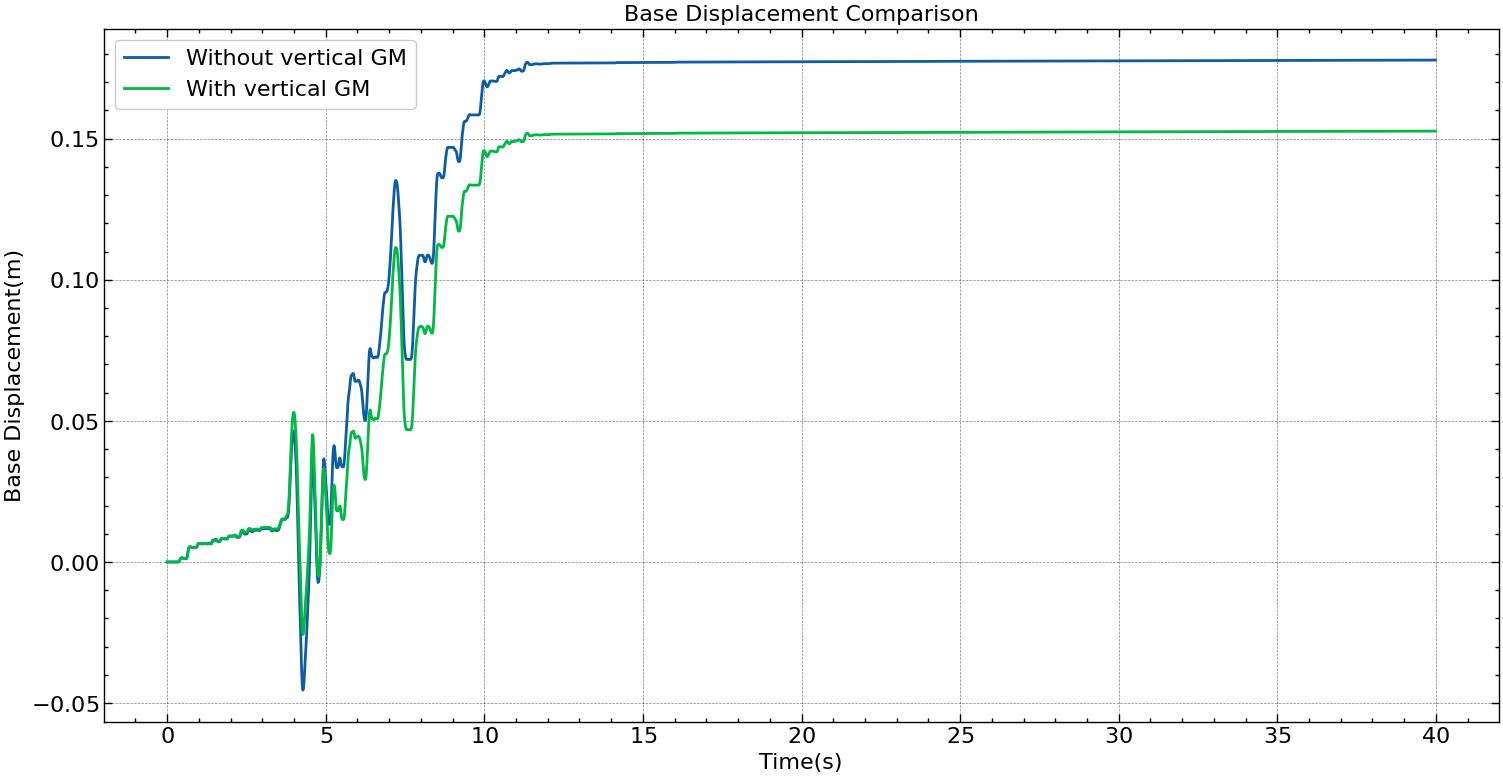 Base Displacement Comparison
Without vertical GM
With vertical GM
Base Displacement(m)
0.15
0.10
0.05
0.00
−0.05
0 5 10 15 20 25 30 35 40
Time(s)